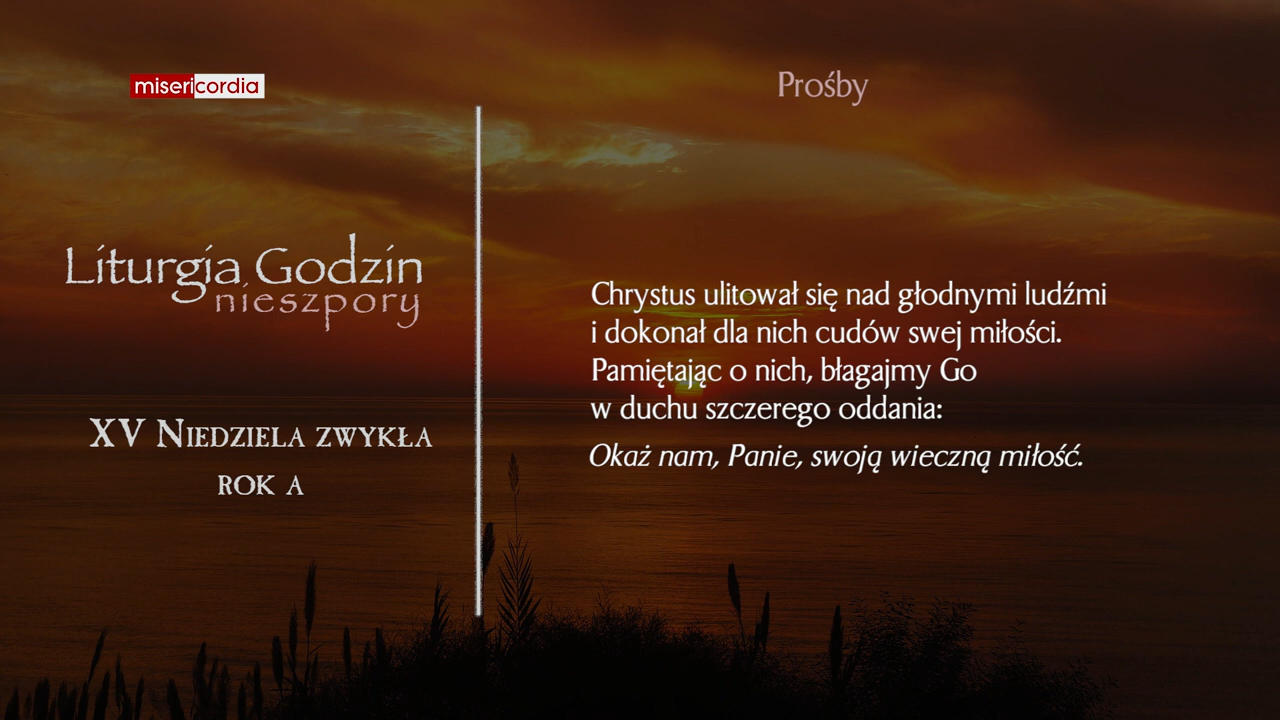 misericordia
Liturgia Godzin
nieszpory
XV Niedziela zwykła
rok A
Prośby
Chrystus ulitował się nad głodnymi ludźmi
i dokonał dla nich cudów swej miłości.
Pamiętając o nich, błagajmy Go
w duchu szczerego oddania:
Okaż nam, Panie, swoją wieczną miłość.